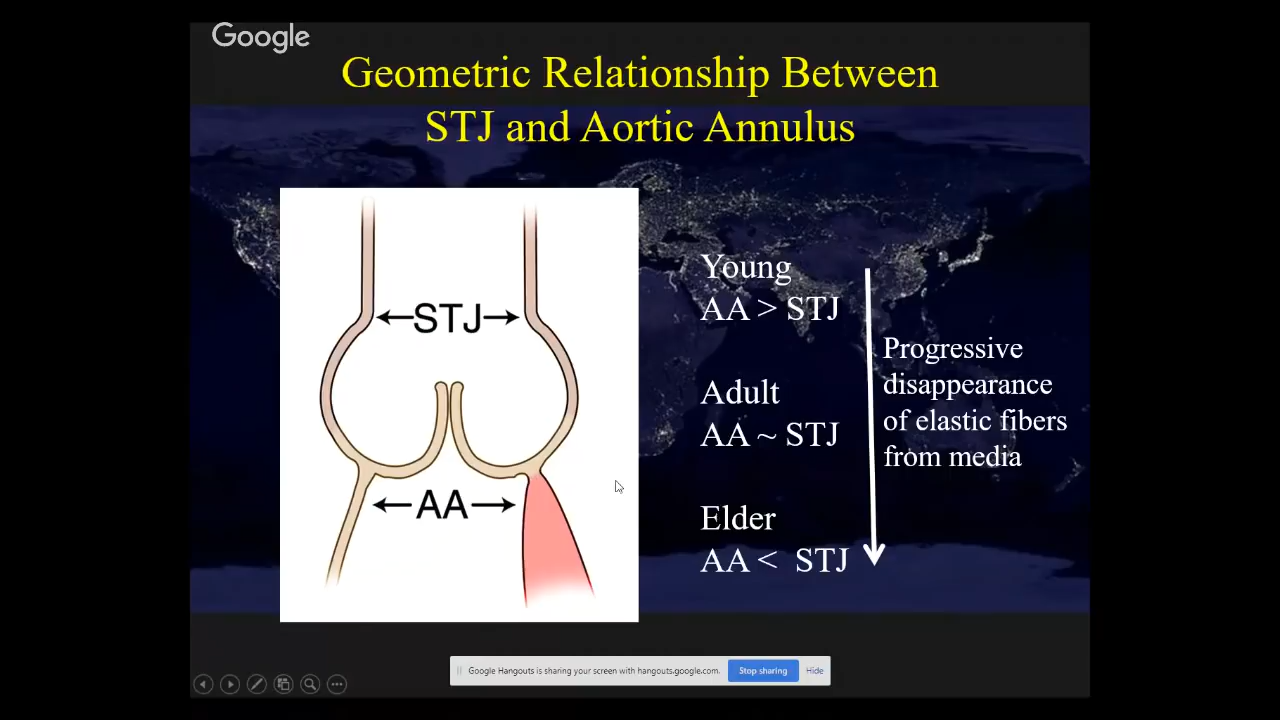 Google
Geometric Relationship Between
STJ and Aortic Annulus
STJ
AA
Young
AA > STJ
Adult
AA ~ STJ
Elder
AA < STJ
Progressive
disappearance
of elastic fibers
from media
Google Hangouts is sharing your screen with hangouts.google.com.
Stop sharing
Hide